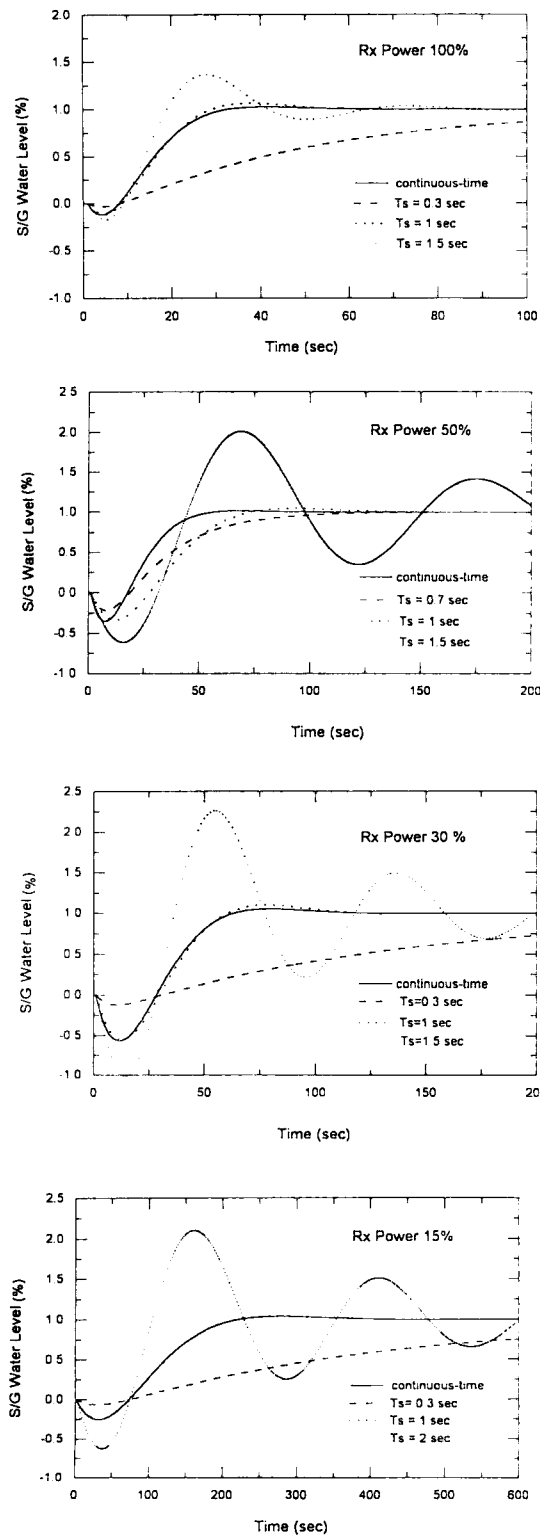 2.0
Rx Power 100%
1.5
1.0
0.5
0.0
-0.5
-1.0
S/G Water Level (%)
continuous-time
Ts = 0.3 sec
Ts = 1 sec
Ts = 1.5 sec
0 20 40 60 80 100
Time (sec)
2.5
Rx Power 50%
2.0
1.5
1.0
0.5
0.0
-0.5
-1.0
S/G Water Level (%)
continuous-time
Ts = 0.7 sec
Ts = 1 sec
Ts = 1.5 sec
0 50 100 150 200
Time (sec)
2.5
Rx Power 30 %
2.0
1.5
1.0
0.5
0.0
-0.5
-1.0
S/G Water Level (%)
continuous-time
Ts=0.3 sec
Ts=1 sec
Ts=1.5 sec
0 50 100 150 20
Time (sec)
2.5
Rx Power 15%
2.0
1.5
1.0
0.5
0.0
-0.5
-1.0
S/G Water Level (%)
continuous-time
Ts= 0.3 sec
Ts = 1 sec
Ts = 2 sec
0 100 200 300 400 500 600
Time (sec)